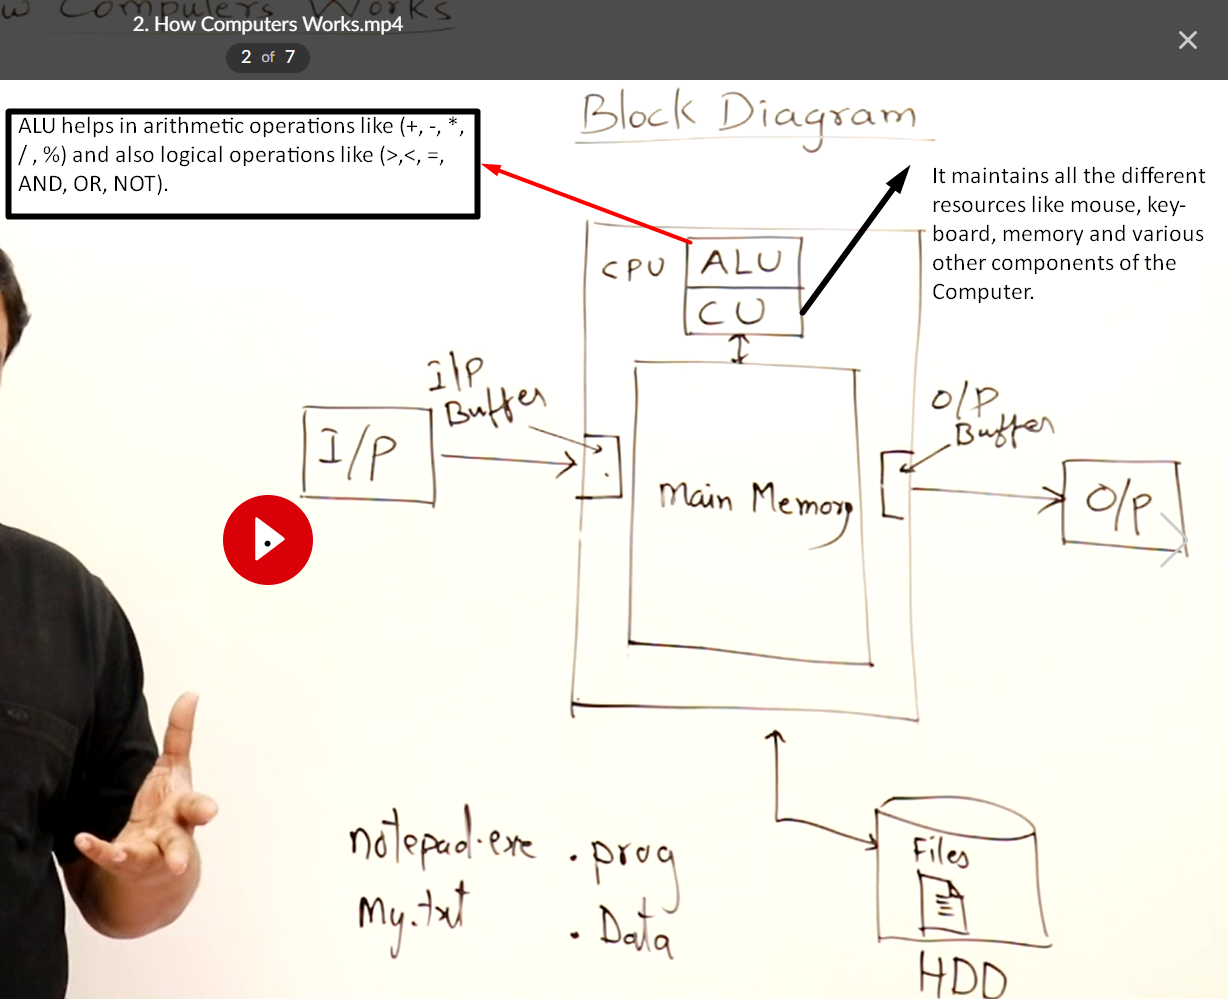 w Computers Works
2. How Computers Works.mp4
2 of 7
Block Diagram
ALU helps in arithmetic operations like (+, -, *,
/ , %) and also logical operations like (>,<, =,
AND, OR, NOT).
It maintains all the different
resources like mouse, key-
board, memory and various
other components of the
Computer.
CPU
ALU
CU
I/P
Buffer
I/P
Main Memory
O/P
Buffer
O/P
notepad.exe . prog
My.txt . Data
Files
HDD